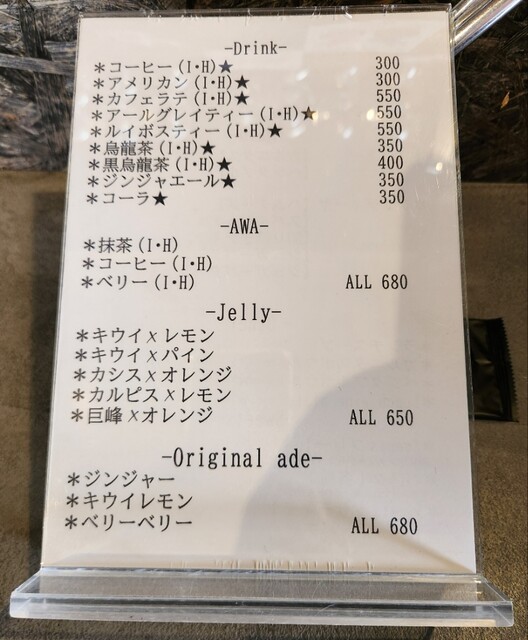 -Drink-
＊コーヒー(I・H)★ 300
＊アメリカン(I・H)★ 300
＊カフェラテ(I・H)★ 550
＊アールグレイティー(I・H)★ 550
＊ルイボスティー(I・H)★ 550
＊烏龍茶(I・H)★ 350
＊黒烏龍茶(I・H)★ 400
＊ジンジャエール★ 350
＊コーラ★ 350
-AWA-
＊抹茶(I・H)
＊コーヒー(I・H)
＊ベリー(I・H) ALL 680
-Jelly-
＊キウイ×レモン
＊キウイ×パイン
＊カシス×オレンジ
＊カルピス×レモン
＊巨峰×オレンジ ALL 650
-Original ade-
＊ジンジャー
＊キウイレモン
＊ベリーベリー ALL 680